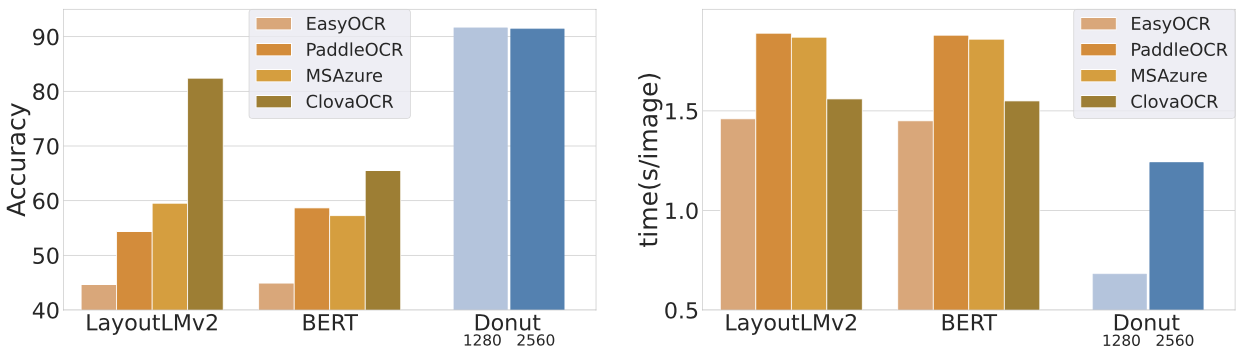 EasyOCR
PaddleOCR
MSAzure
ClovaOCR
Accuracy
90
80
70
60
50
40
LayoutLMv2
BERT
Donut
1280 2560
EasyOCR
PaddleOCR
MSAzure
ClovaOCR
time(s/image)
1.5
1.0
0.5
LayoutLMv2
BERT
Donut
1280 2560